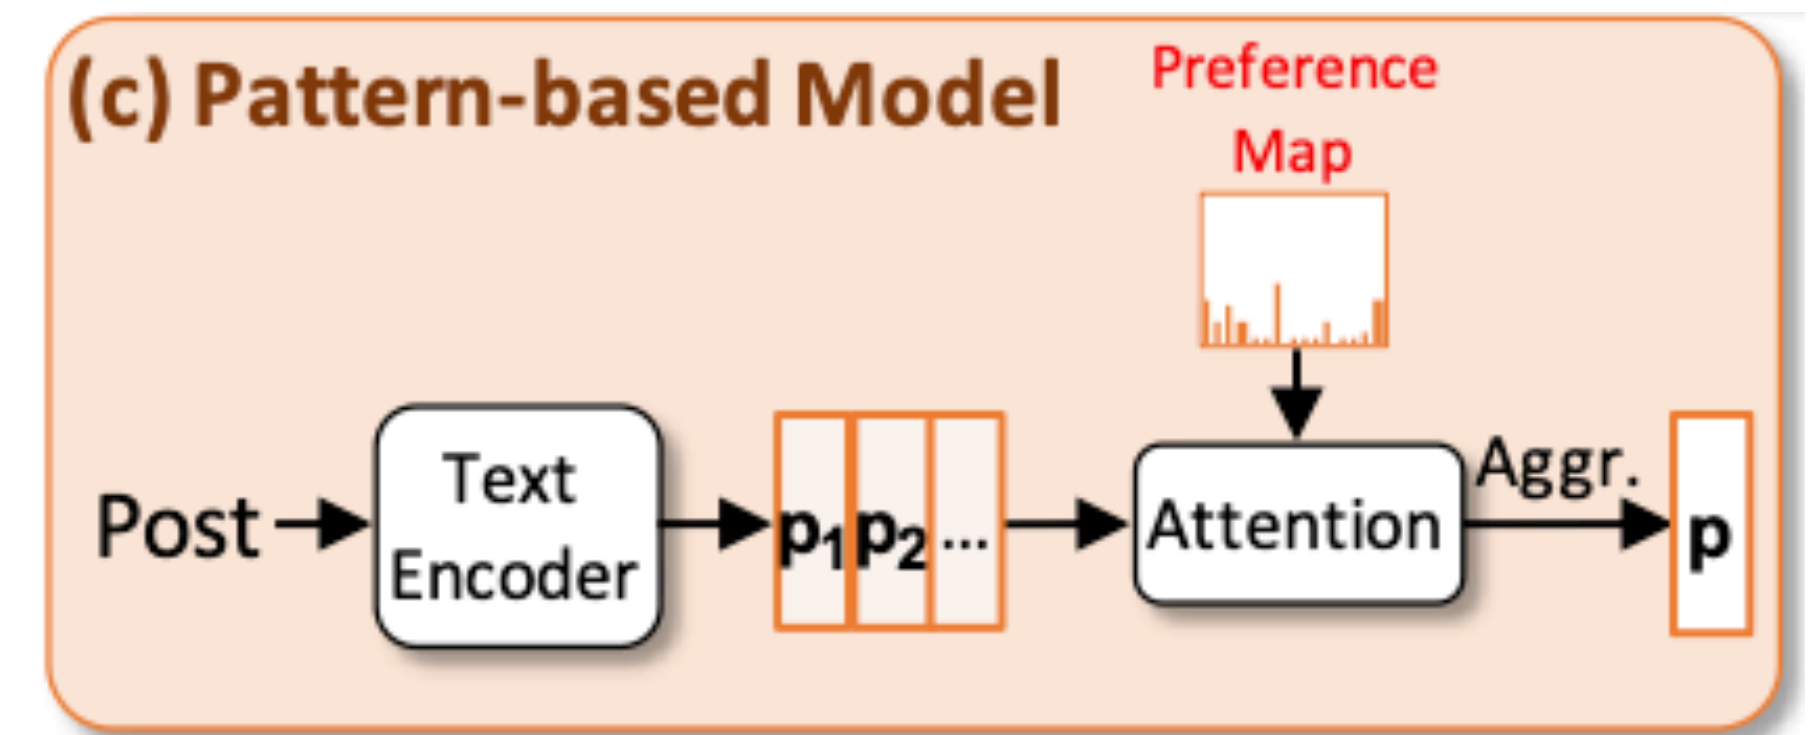 (c) Pattern-based Model
Preference
Map
Post
Text
Encoder
p₁
p₂
...
Attention
Aggr.
p